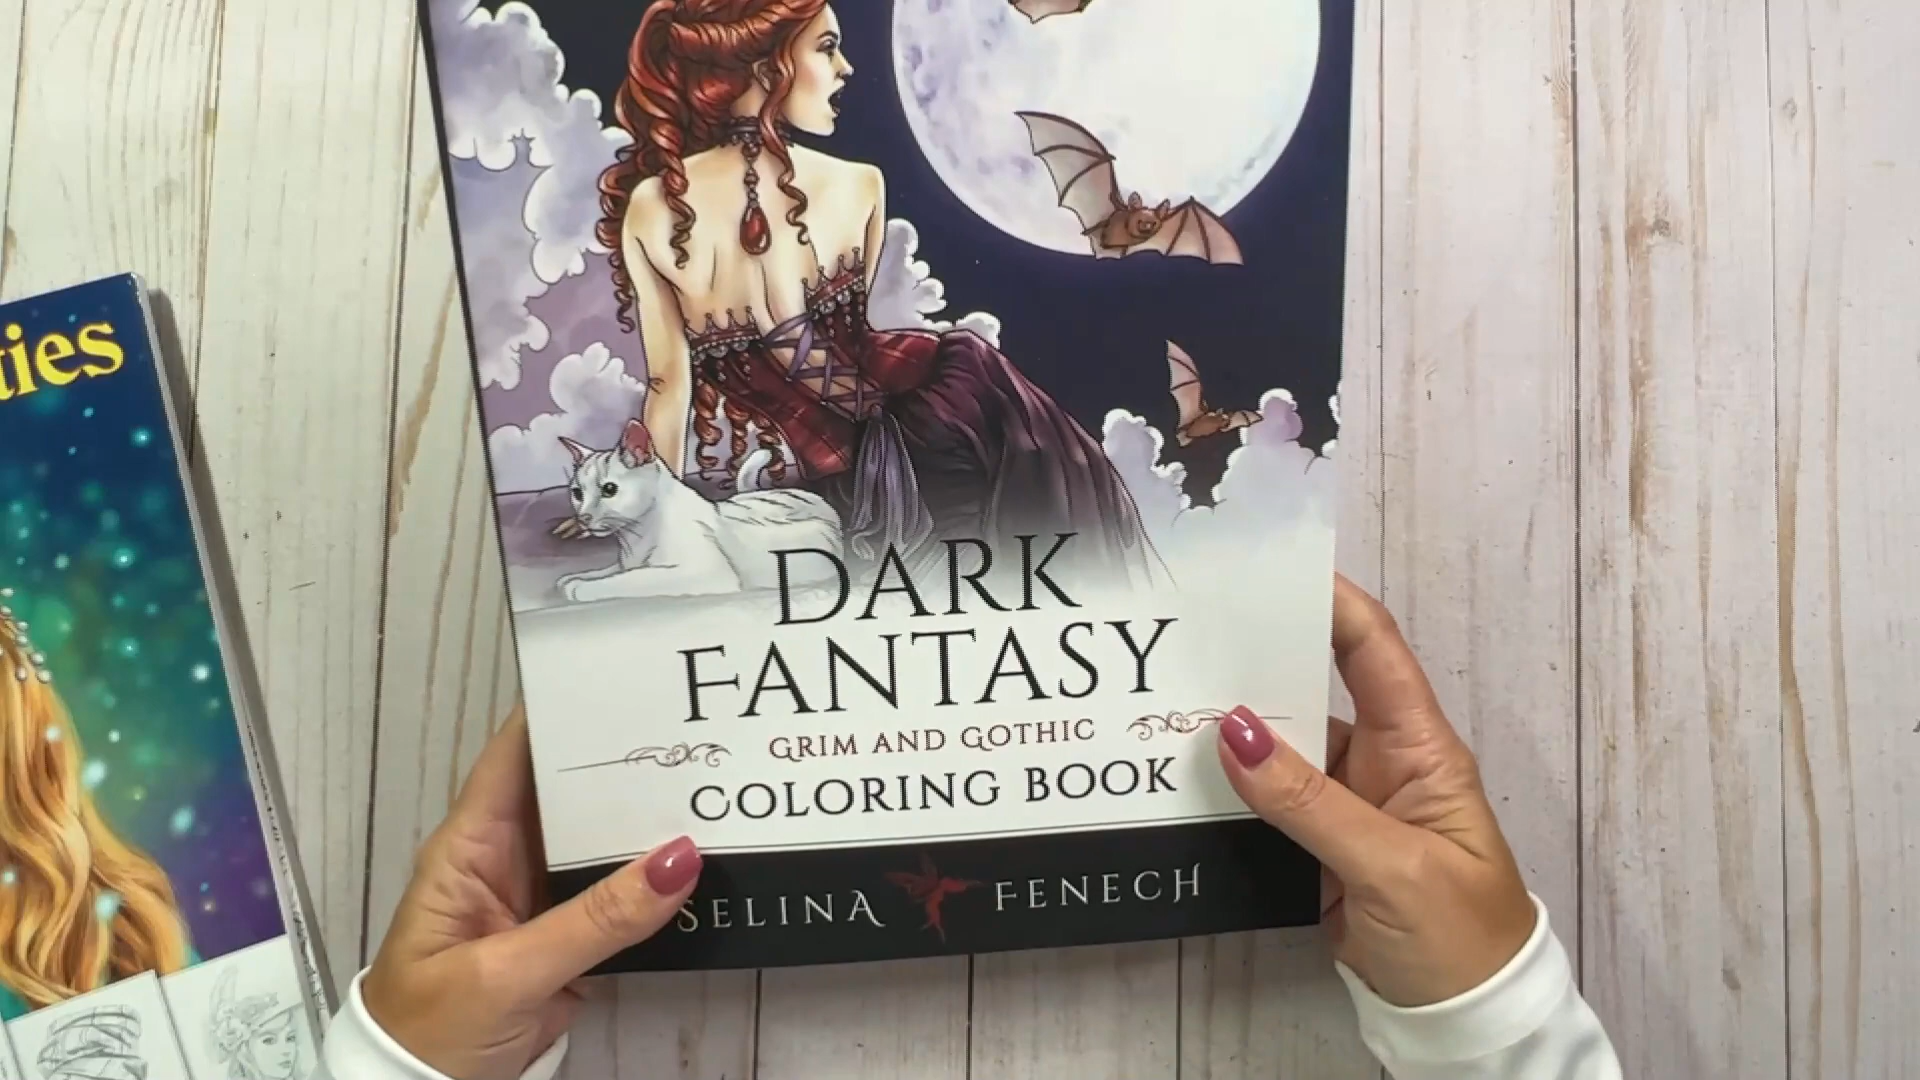 ties
DARK
FANTASY
GRIM AND GOTHIC
COLORING BOOK
SELINA FENECH